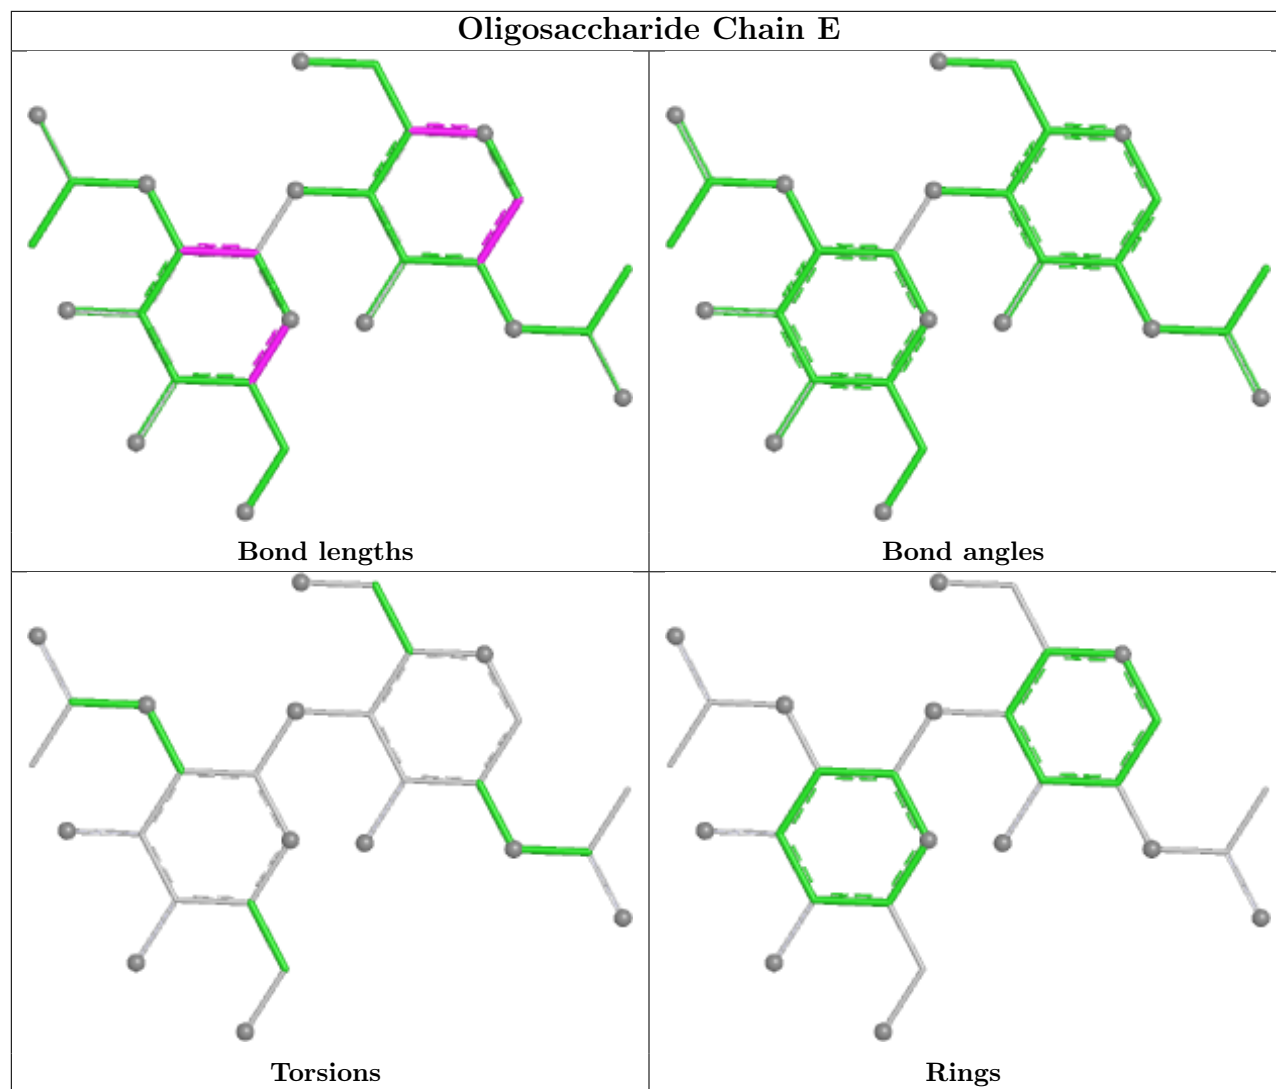 Oligosaccharide Chain E
Bond lengths
Bond angles
Torsions
Rings